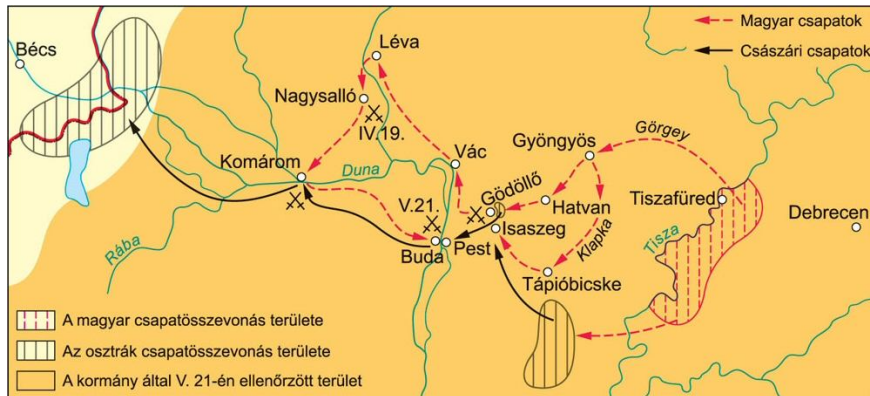 Magyar csapatok
Császári csapatok
Bécs
Léva
Nagysalló
IV.19.
Komárom
Duna
Vác
Gyöngyös
Görgey
Gödöllő
Hatvan
Tiszafüred
Debrecen
V.21.
Isaszeg
Klapka
Tisza
Rába
Buda
Pest
Tápióbicske
A magyar csapatösszevonás területe
Az osztrák csapatösszevonás területe
A kormány által V. 21-én ellenőrzött terület